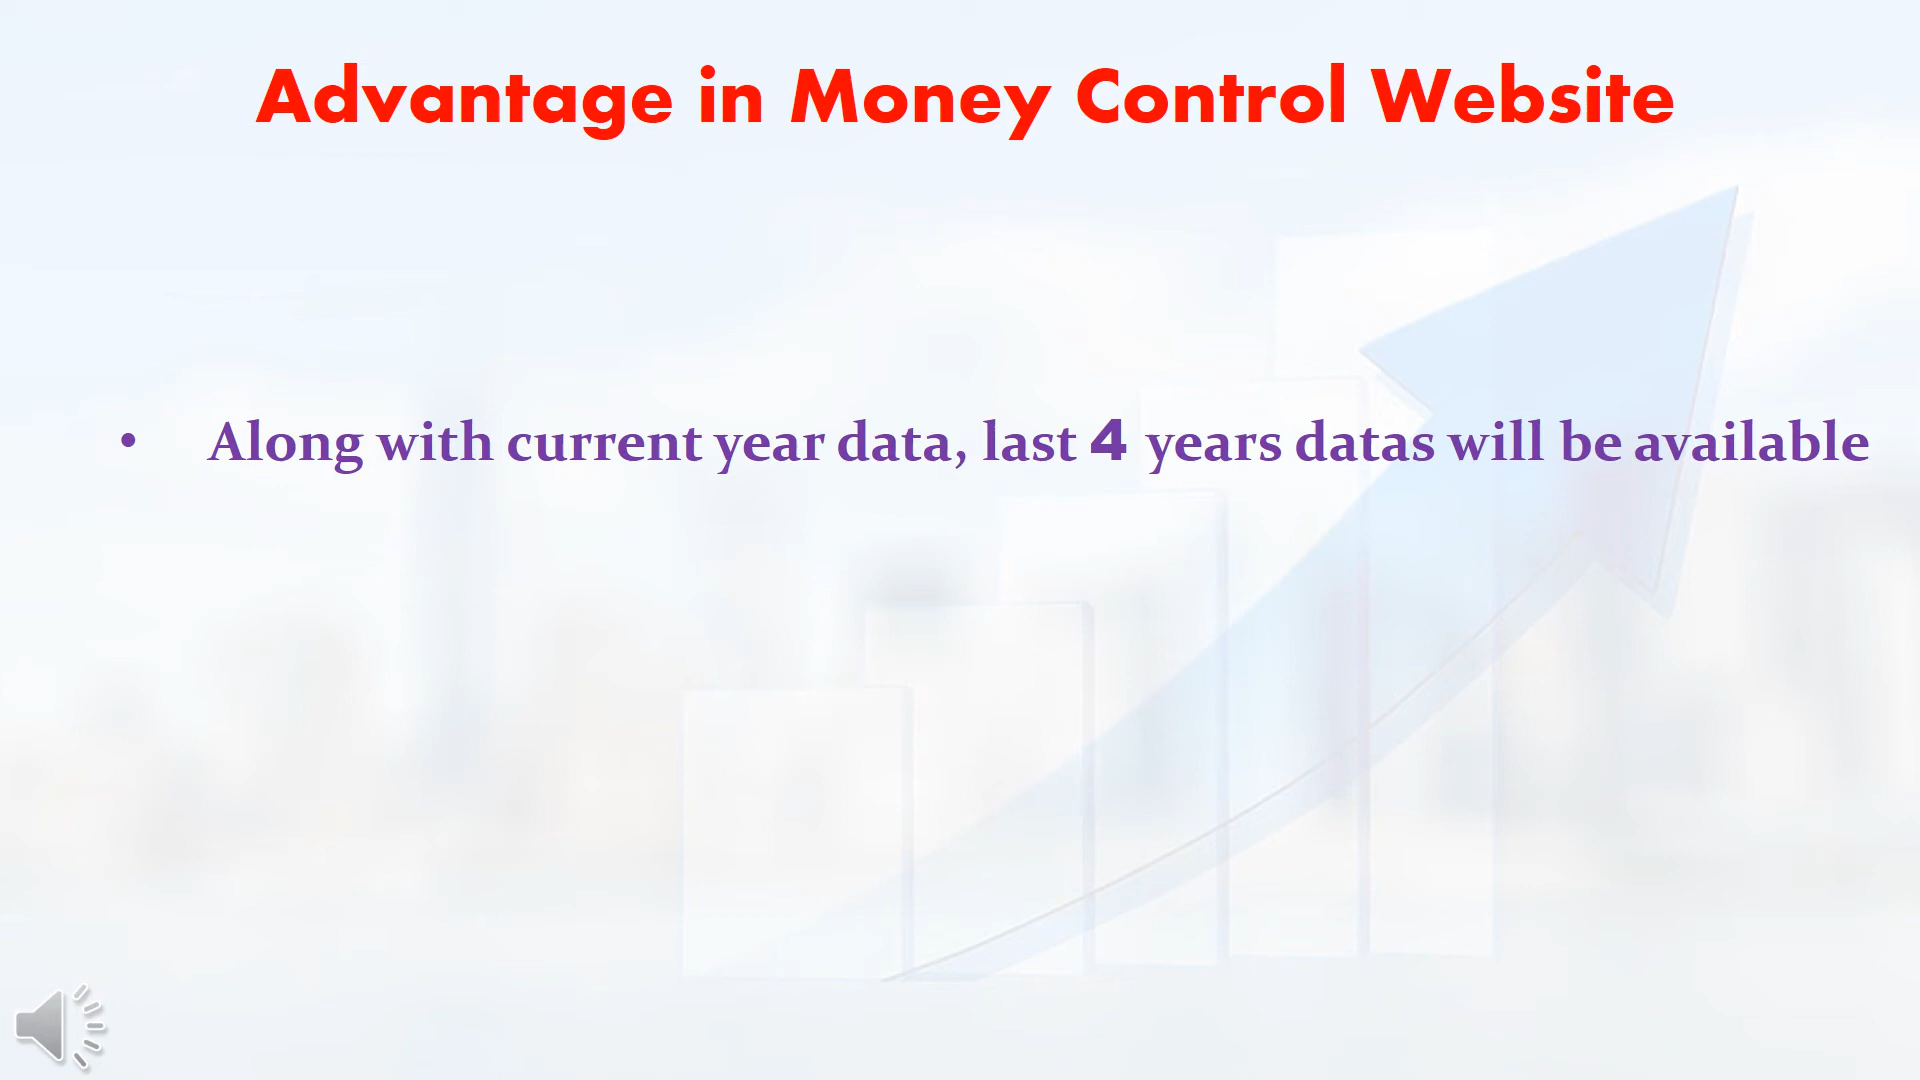 Advantage in Money Control Website
• Along with current year data, last 4 years datas will be available